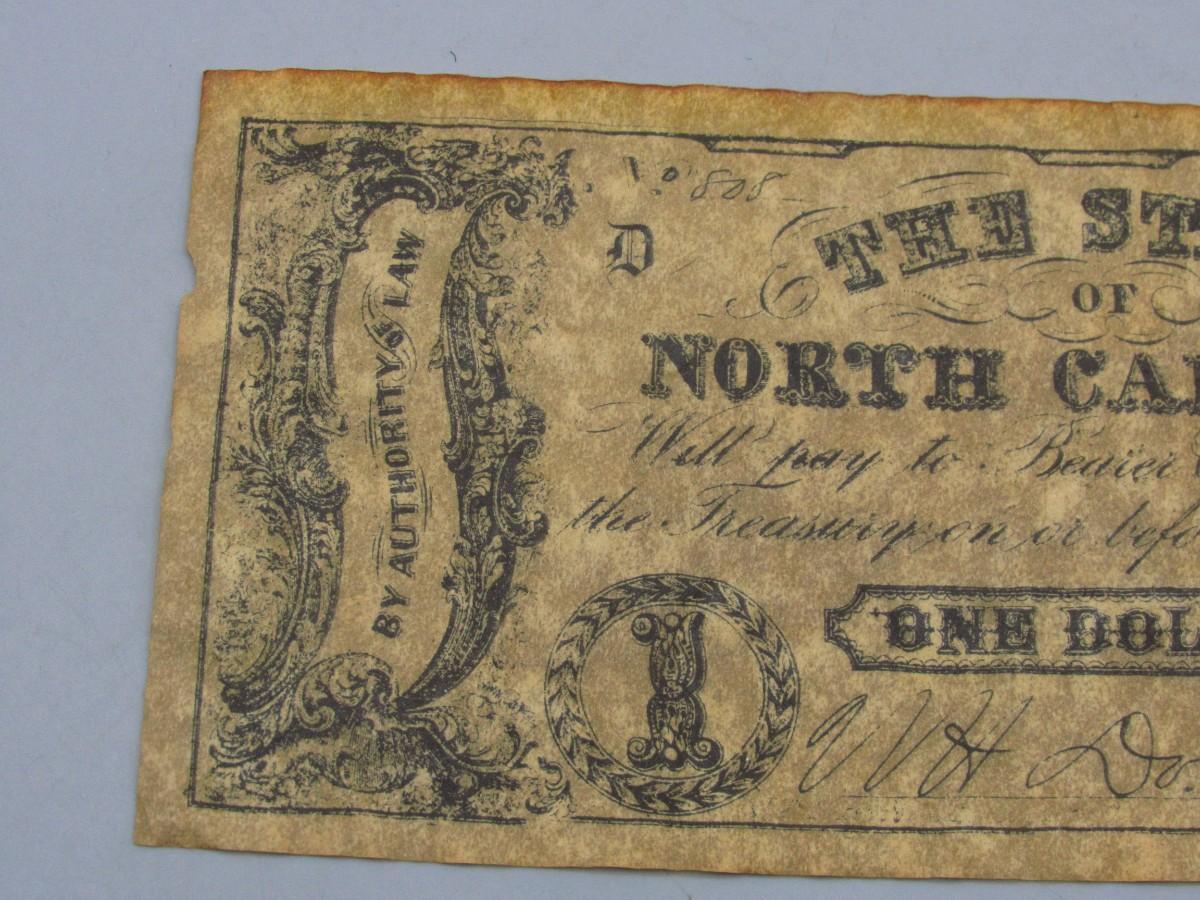 No 808
D
THE ST
OF
NORTH CA
Will pay to Bearer
the Treasury on or befo
ONE DOL
1
W H Do
BY AUTHORITY OF LAW